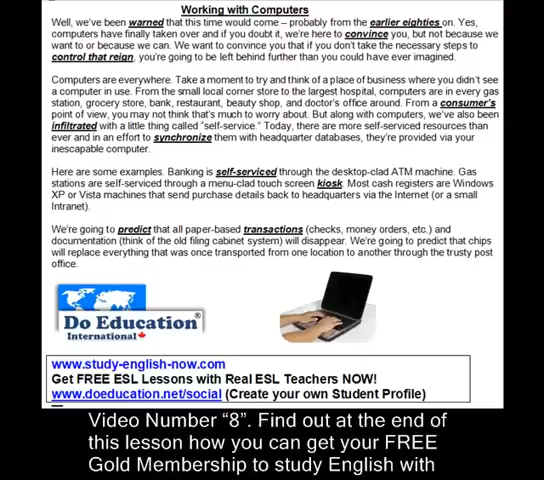 Working with Computers
Well, we've been warned that this time would come – probably from the earlier eighties on. Yes,
computers have finally taken over and if you doubt it, we're here to convince you, but not because we
want to or because we can. We want to convince you that if you don't take the necessary steps to
control that reign, you're going to be left behind further than you could have ever imagined.
Computers are everywhere. Take a moment to try and think of a place of business where you didn't see
a computer in use. From the small local corner store to the largest hospital, computers are in every gas
station, grocery store, bank, restaurant, beauty shop, and doctor's office around. From a consumer's
point of view, you may not think that's much to worry about. But along with computers, we've also been
infiltrated with a little thing called "self-service." Today, there are more self-serviced resources than
ever and in an effort to synchronize them with headquarter databases, they're provided via your
inescapable computer.
Here are some examples. Banking is self-serviced through the desktop-clad ATM machine. Gas
stations are self-serviced through a menu-clad touch screen kiosk. Most cash registers are Windows
XP or Vista machines that send purchase details back to headquarters via the Internet (or a small
Intranet).
We're going to predict that all paper-based transactions (checks, money orders, etc.) and
documentation (think of the old filing cabinet system) will disappear. We're going to predict that chips
will replace everything that was once transported from one location to another through the trusty post
office.
Do Education®
International
www.study-english-now.com
Get FREE ESL Lessons with Real ESL Teachers NOW!
www.doeducation.net/social (Create your own Student Profile)
Video Number "8". Find out at the end of
this lesson how you can get your FREE
Gold Membership to study English with